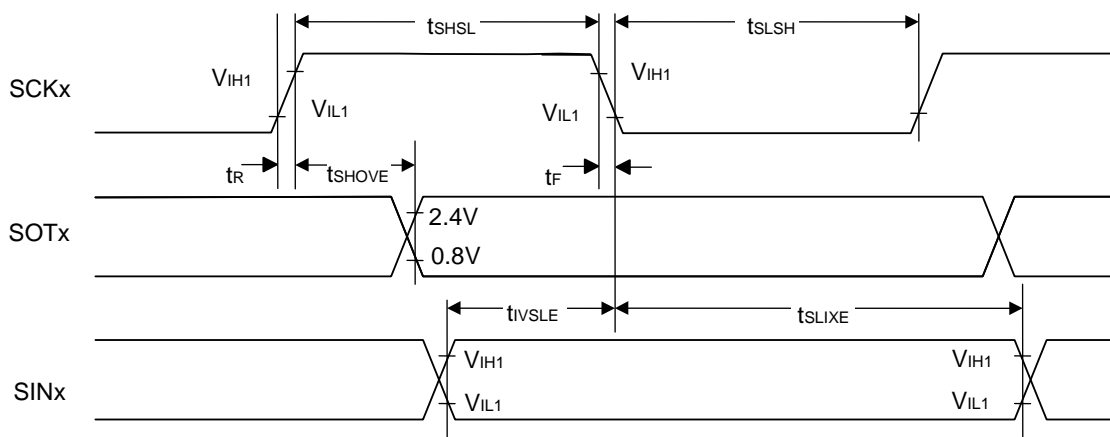 tSHSL
tSLSH
SCKx
VIH1
VIL1
VIL1
VIH1
tR
tSHOVE
tF
SOTx
2.4V
0.8V
tIVSLE
tSLIXE
SINx
VIH1
VIL1
VIH1
VIL1